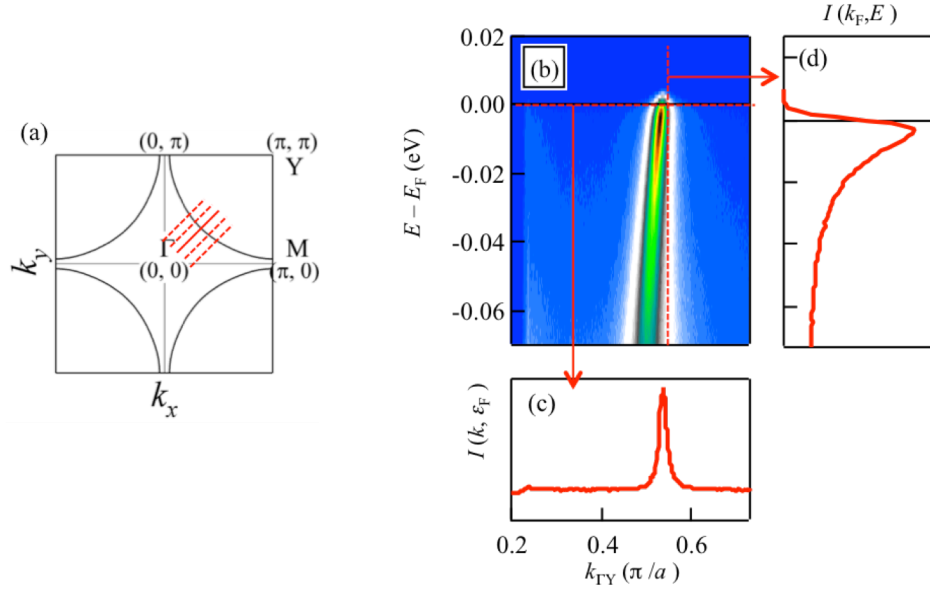 (a)
(0, π)
(π, π)
Y
Γ
M
(0, 0)
(π, 0)
k_y
k_x
(b)
0.02
0.00
-0.02
-0.04
-0.06
E – E_F (eV)
I (k_F,E)
(d)
(c)
I (k, ε_F)
0.2
0.4
0.6
k_ΓY (π /a)